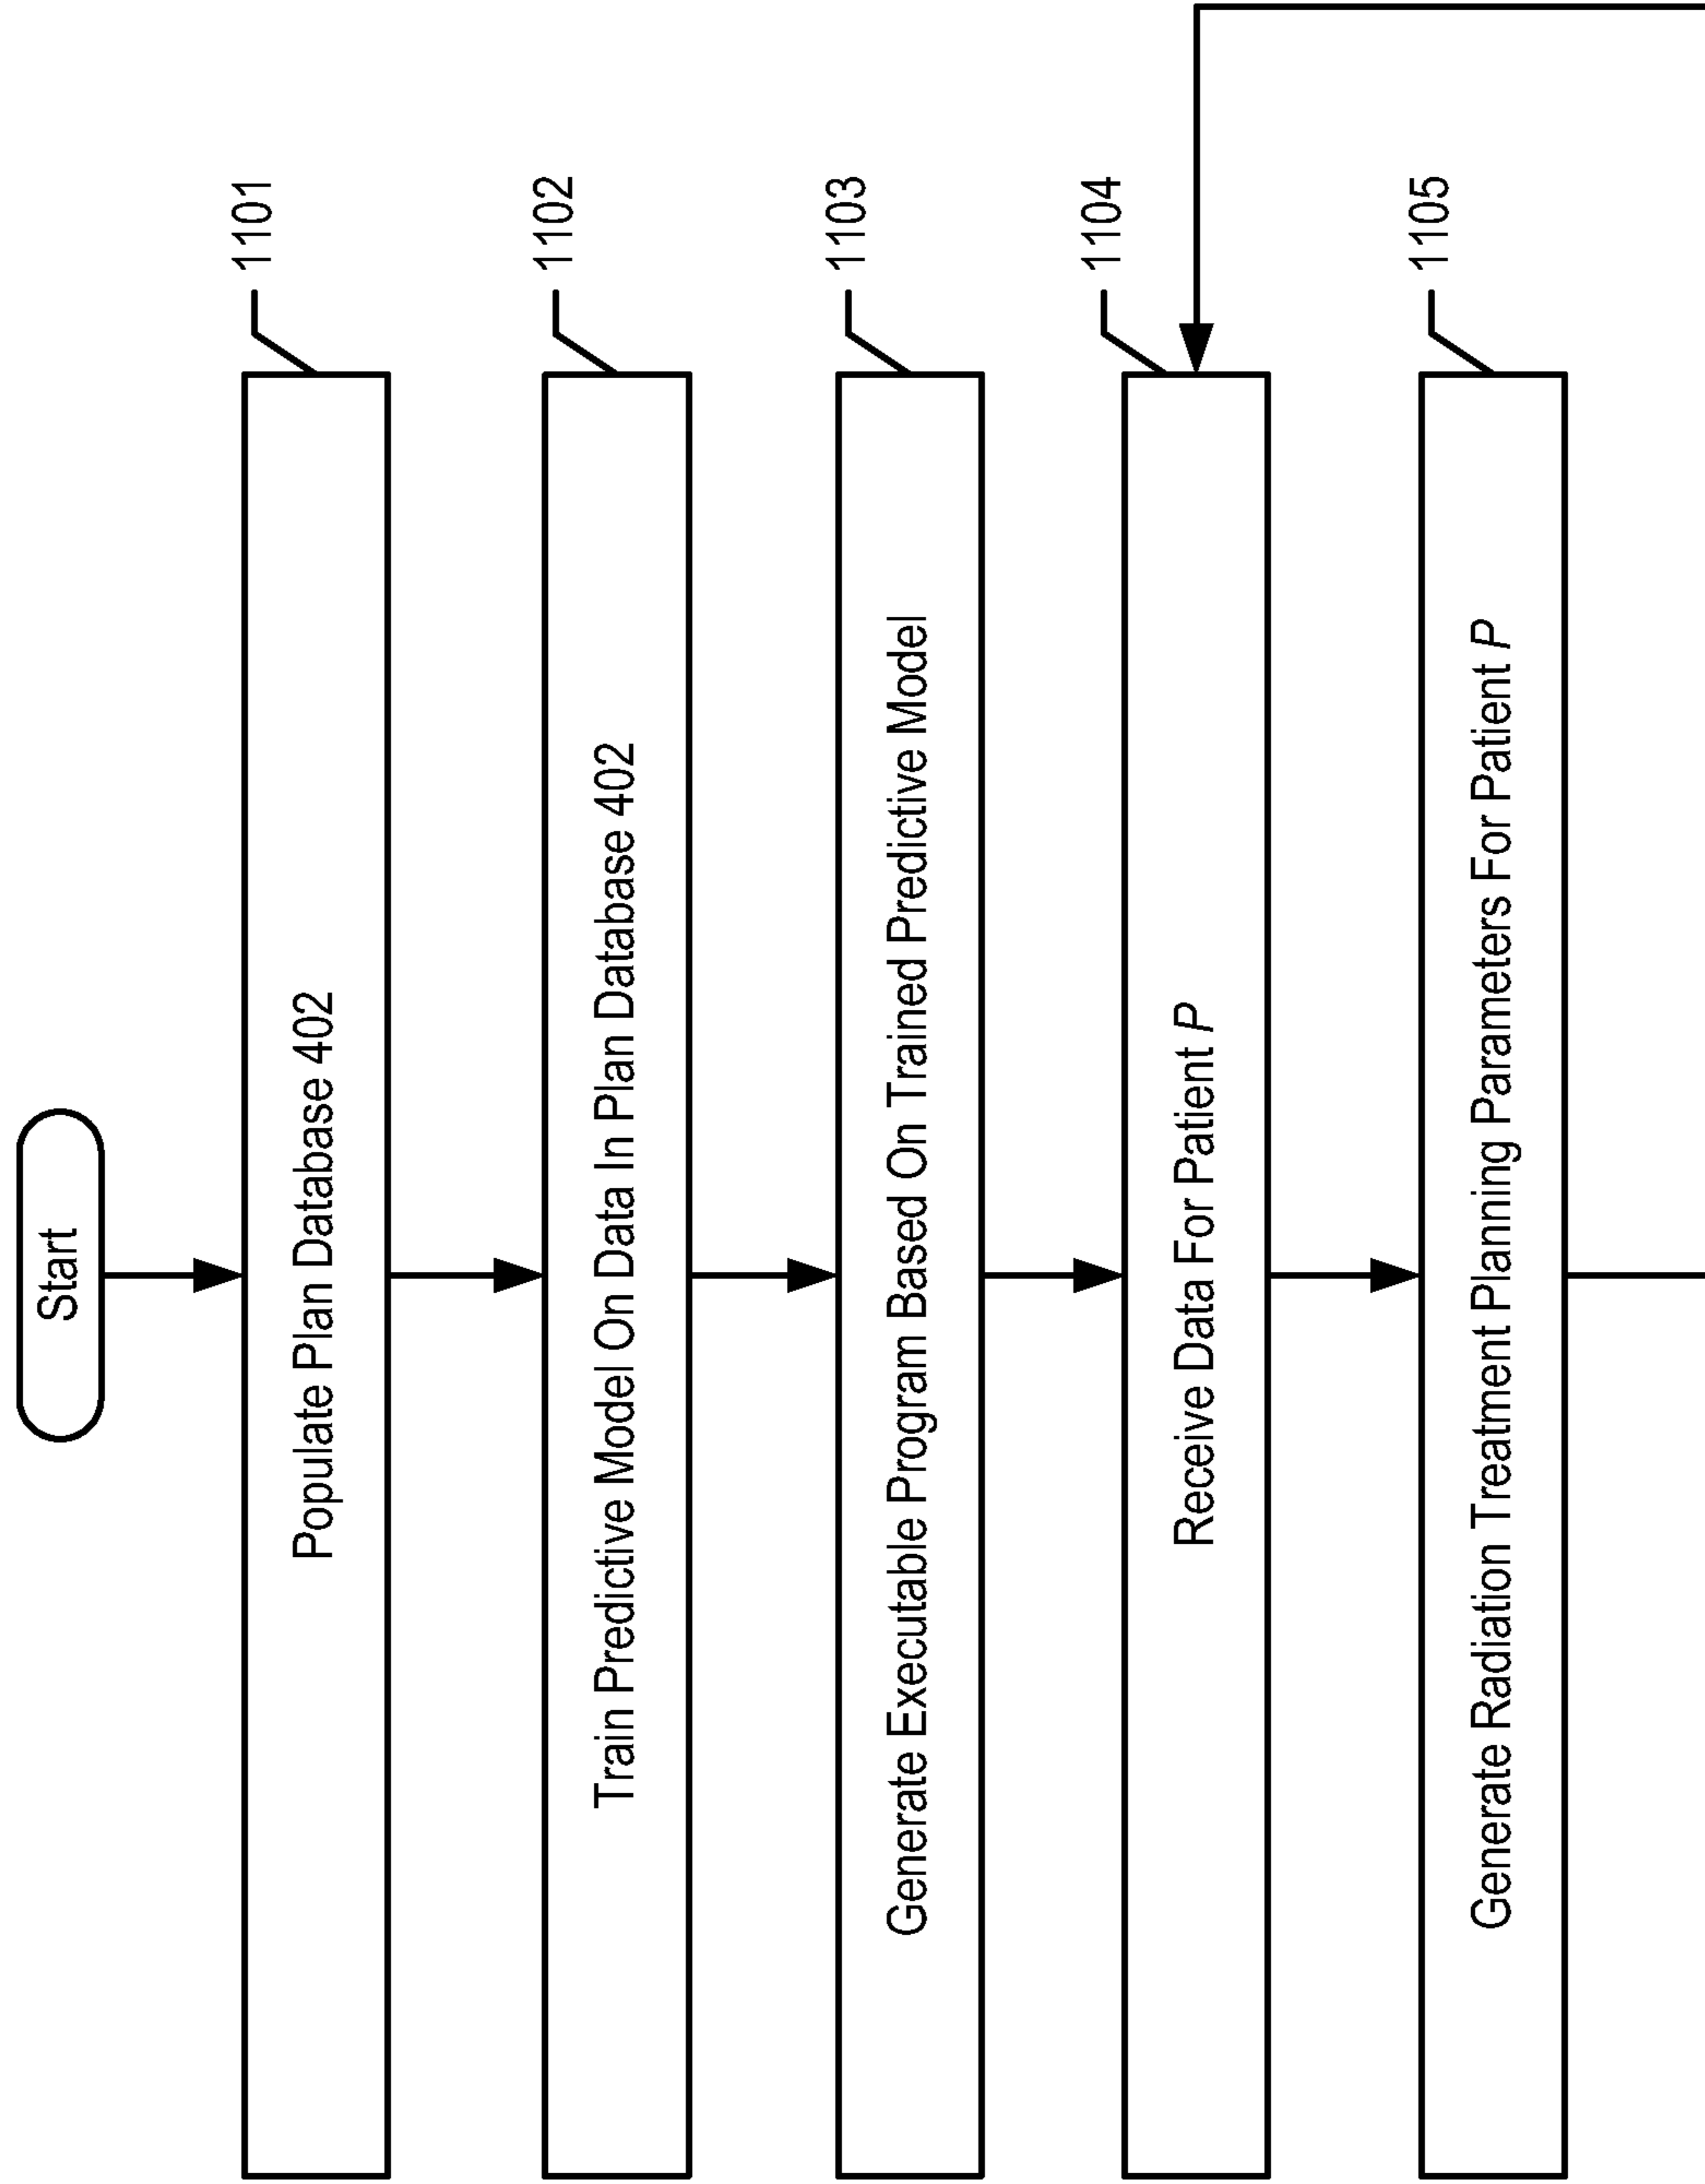 Start
1101
Populate Plan Database 402
1102
Train Predictive Model On Data In Plan Database 402
1103
Generate Executable Program Based On Trained Predictive Model
1104
Receive Data For Patient P
1105
Generate Radiation Treatment Planning Parameters For Patient P